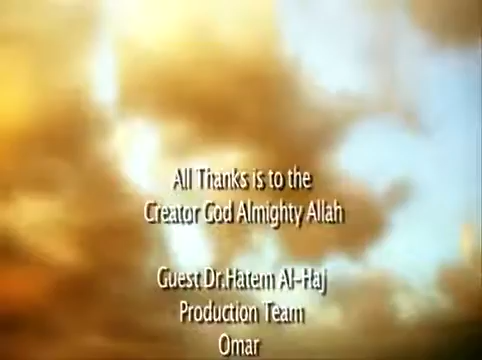 All Thanks is to the
Creator God Almighty Allah
Guest Dr.Hatem Al-Haj
Production Team
Omar